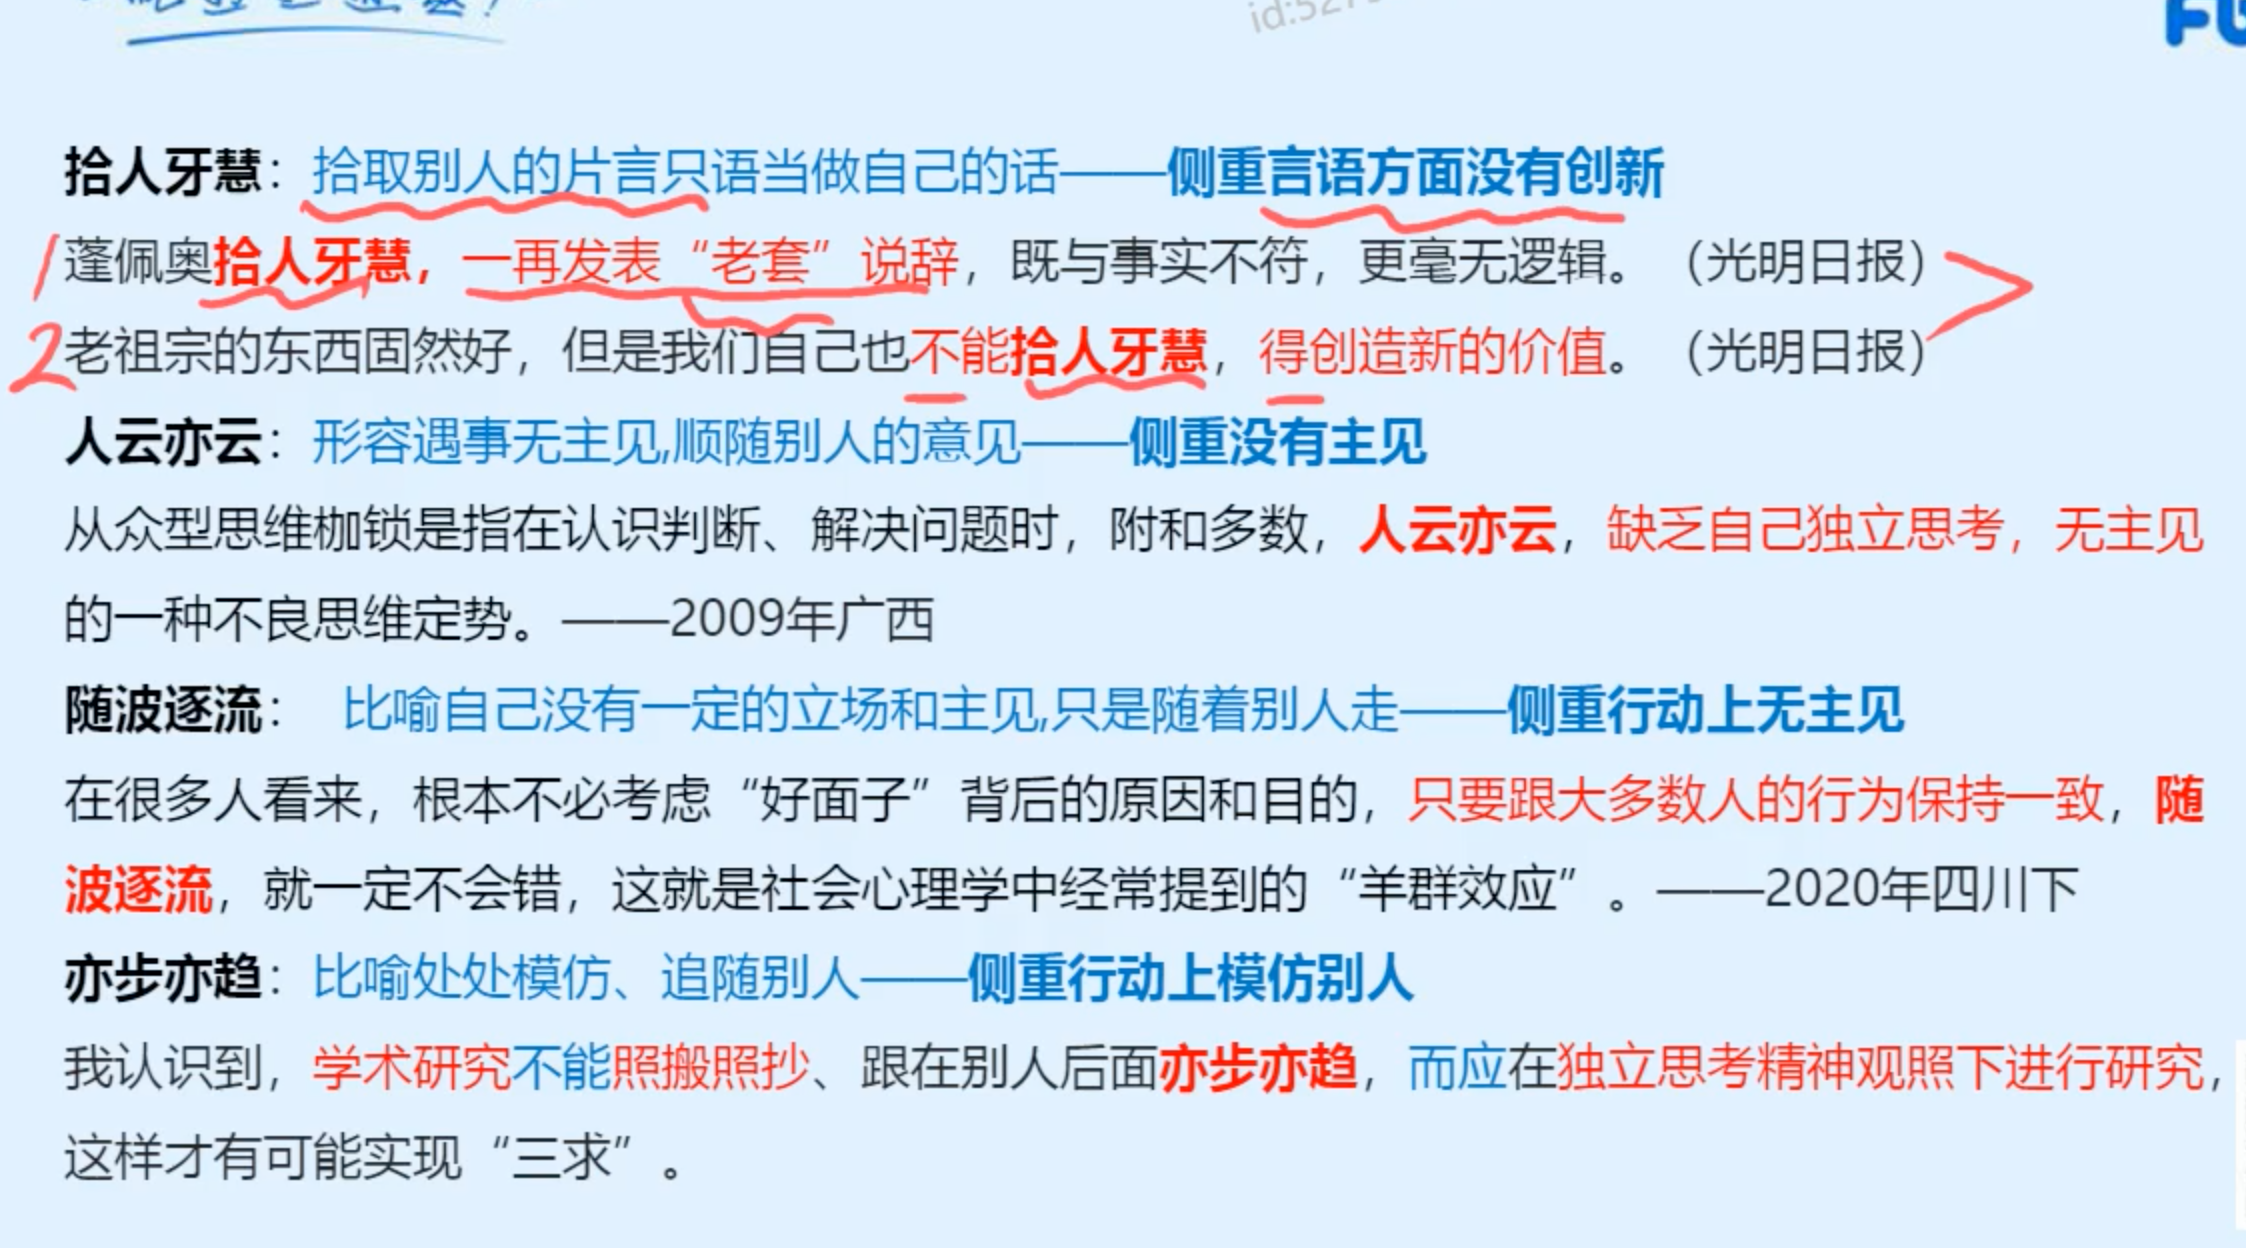 拾人牙慧：拾取别人的片言只语当做自己的话——侧重言语方面没有创新
1蓬佩奥拾人牙慧，一再发表“老套”说辞，既与事实不符，更毫无逻辑。（光明日报）
2老祖宗的东西固然好，但是我们自己也不能拾人牙慧，得创造新的价值。（光明日报）
人云亦云：形容遇事无主见,顺随别人的意见——侧重没有主见
从众型思维枷锁是指在认识判断、解决问题时，附和多数，人云亦云，缺乏自己独立思考，无主见
的一种不良思维定势。——2009年广西
随波逐流： 比喻自己没有一定的立场和主见,只是随着别人走——侧重行动上无主见
在很多人看来，根本不必考虑“好面子”背后的原因和目的，只要跟大多数人的行为保持一致，随
波逐流，就一定不会错，这就是社会心理学中经常提到的“羊群效应”。——2020年四川下
亦步亦趋：比喻处处模仿、追随别人——侧重行动上模仿别人
我认识到，学术研究不能照搬照抄、跟在别人后面亦步亦趋，而应在独立思考精神观照下进行研究，
这样才有可能实现“三求”。